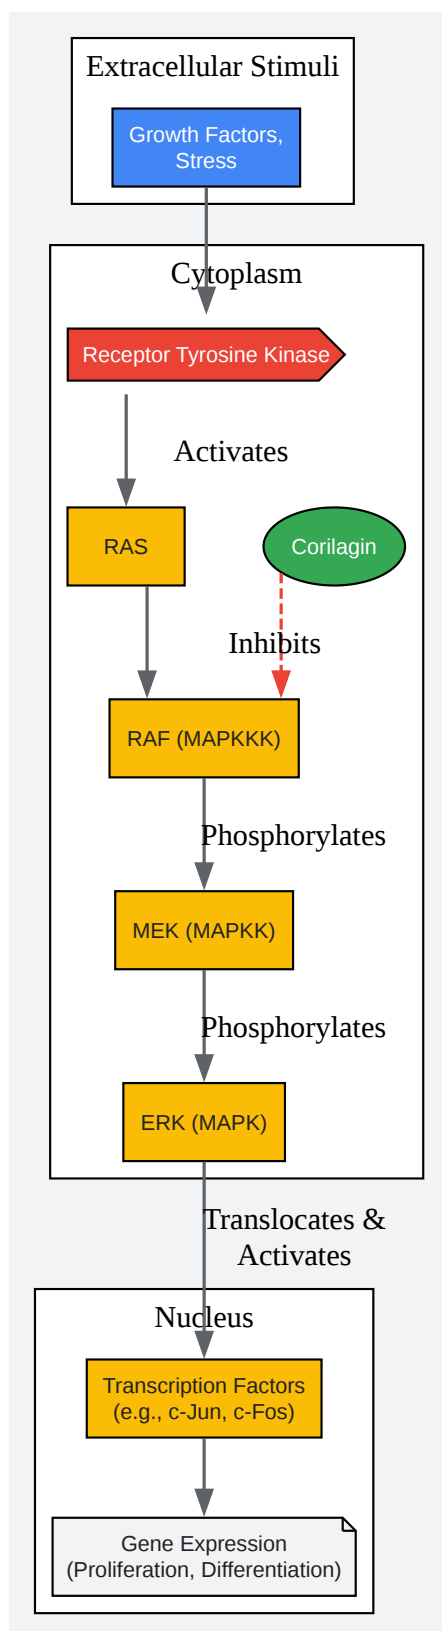 Extracellular Stimuli
Growth Factors,
Stress
Cytoplasm
Receptor Tyrosine Kinase
Activates
RAS
Corilagin
Inhibits
RAF (MAPKKK)
Phosphorylates
MEK (MAPKK)
Phosphorylates
ERK (MAPK)
Translocates &
Activates
Nucleus
Transcription Factors
(e.g., c-Jun, c-Fos)
Gene Expression
(Proliferation, Differentiation)